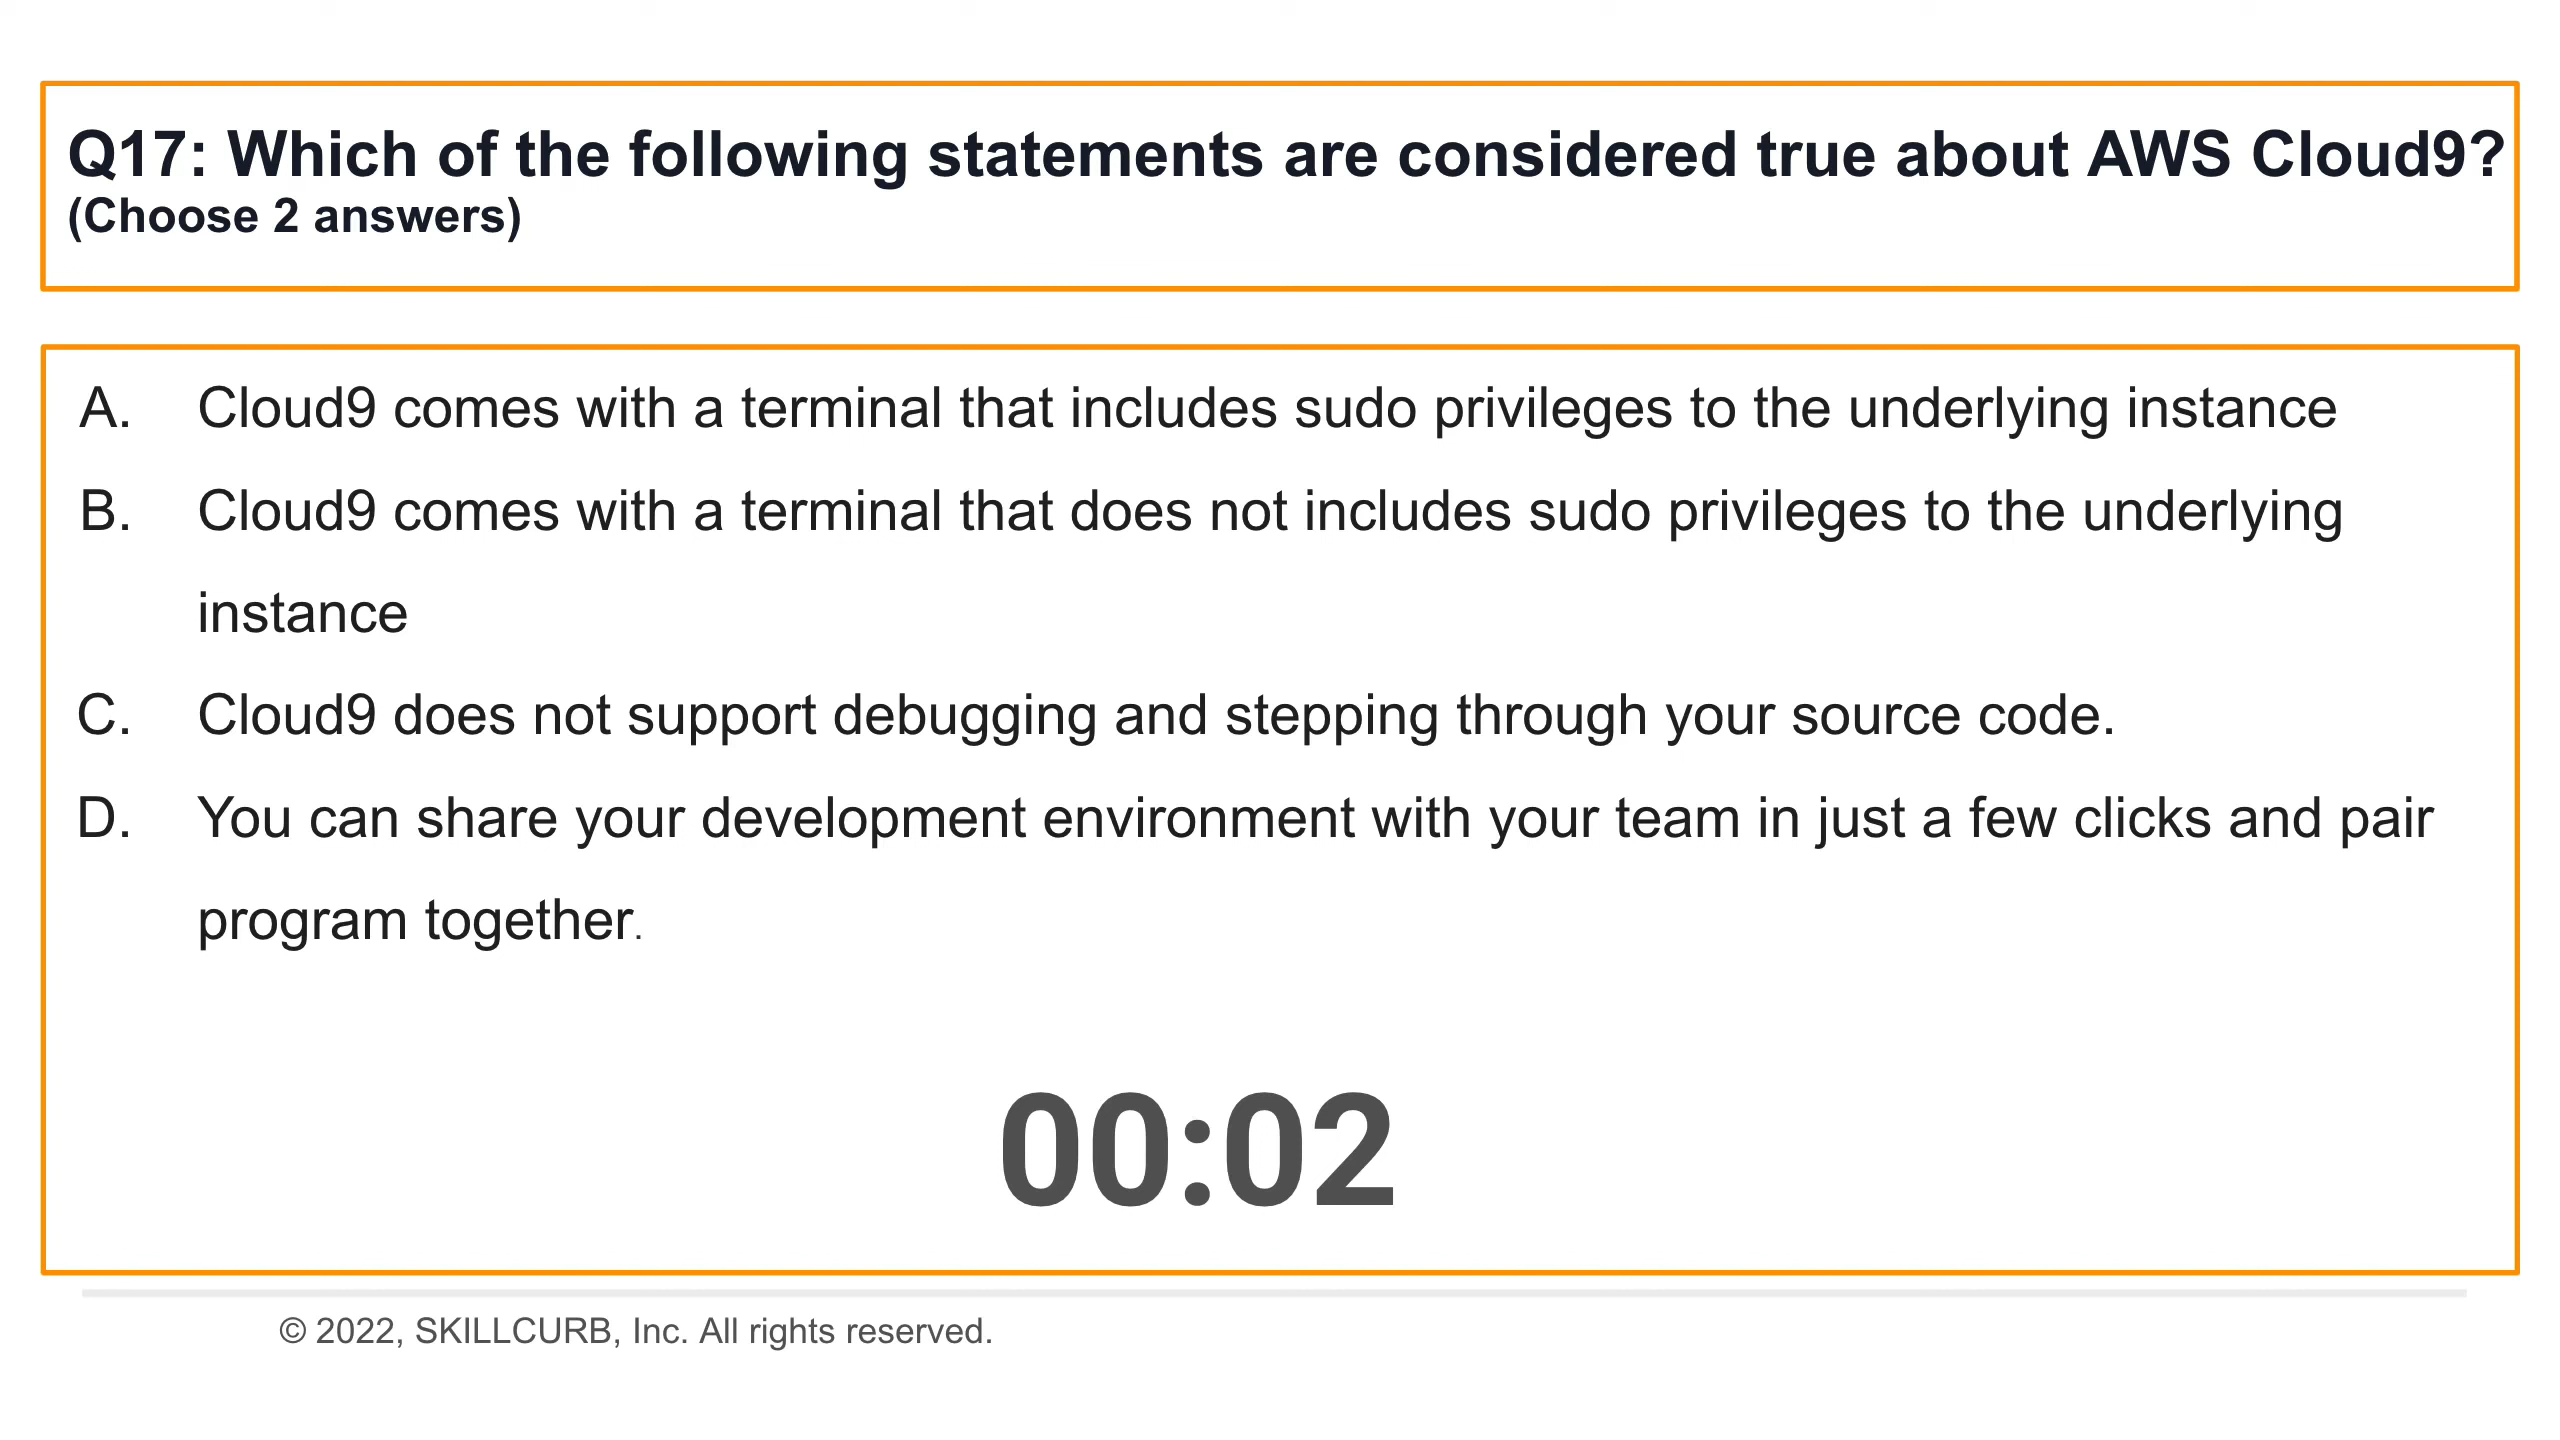 Q17: Which of the following statements are considered true about AWS Cloud9?
(Choose 2 answers)
A. Cloud9 comes with a terminal that includes sudo privileges to the underlying instance
B. Cloud9 comes with a terminal that does not includes sudo privileges to the underlying
instance
C. Cloud9 does not support debugging and stepping through your source code.
D. You can share your development environment with your team in just a few clicks and pair
program together.
00:02
© 2022, SKILLCURB, Inc. All rights reserved.